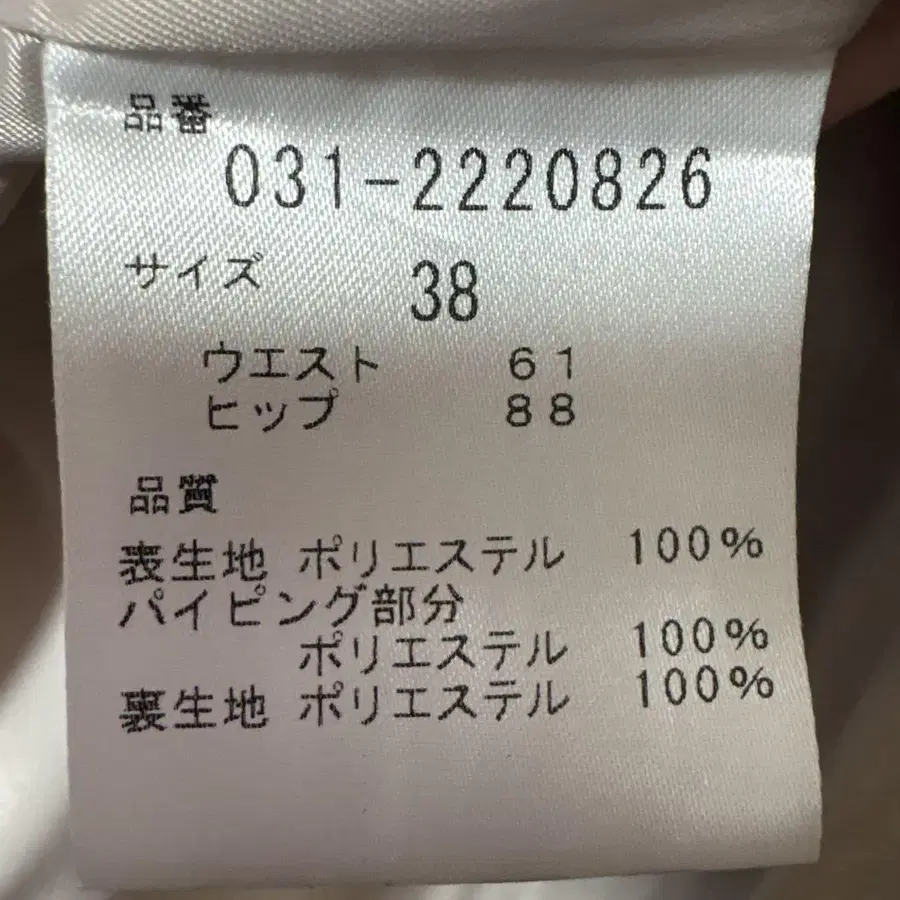 品番
031-2220826
サイズ 38
ウエスト 61
ヒップ 88
品質
表生地 ポリエステル 100%
パイピング部分
ポリエステル 100%
裏生地 ポリエステル 100%